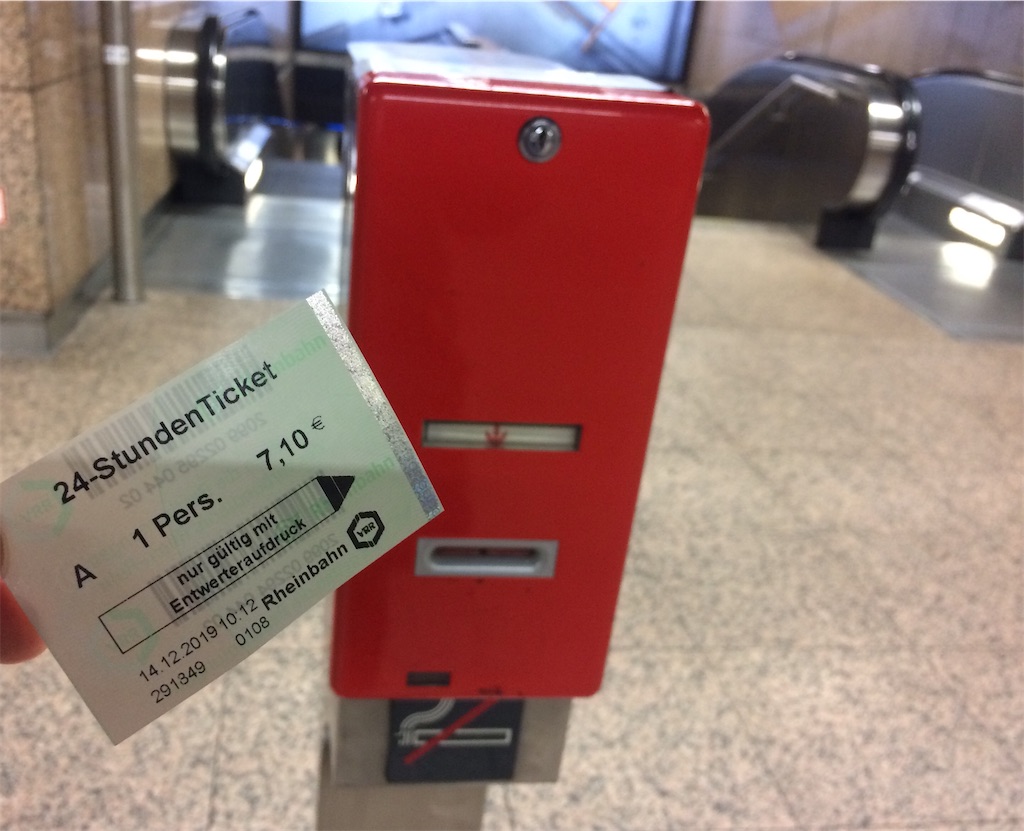 24-StundenTicket
1 Pers. 7,10 €
A
nur gültig mit
Entwerteraufdruck
VRR
14.12.2019 10:12 Rheinbahn
291349 0108